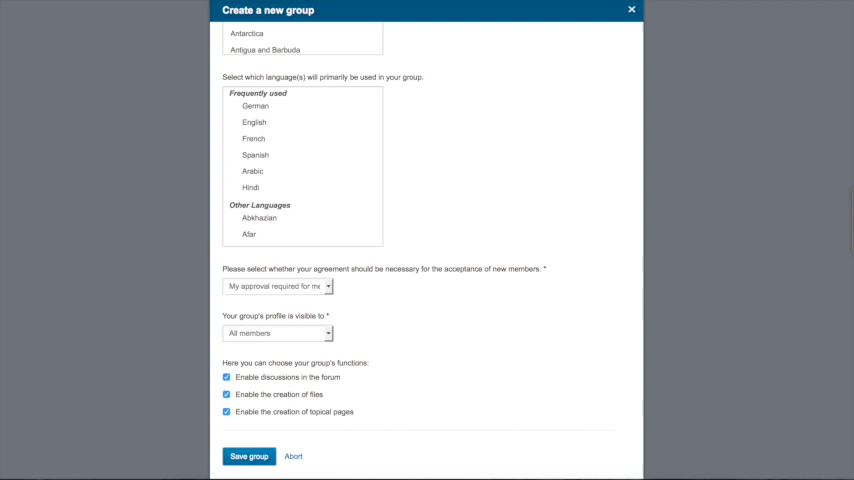 Create a new group
Antarctica
Antigua and Barbuda
Select which language(s) will primarily be used in your group.
Frequently used
German
English
French
Spanish
Arabic
Hindi
Other Languages
Abkhazian
Afar
Please select whether your agreement should be necessary for the acceptance of new members. *
My approval required for me
Your group's profile is visible to *
All members
Here you can choose your group's functions:
Enable discussions in the forum
Enable the creation of files
Enable the creation of topical pages
Save group Abort